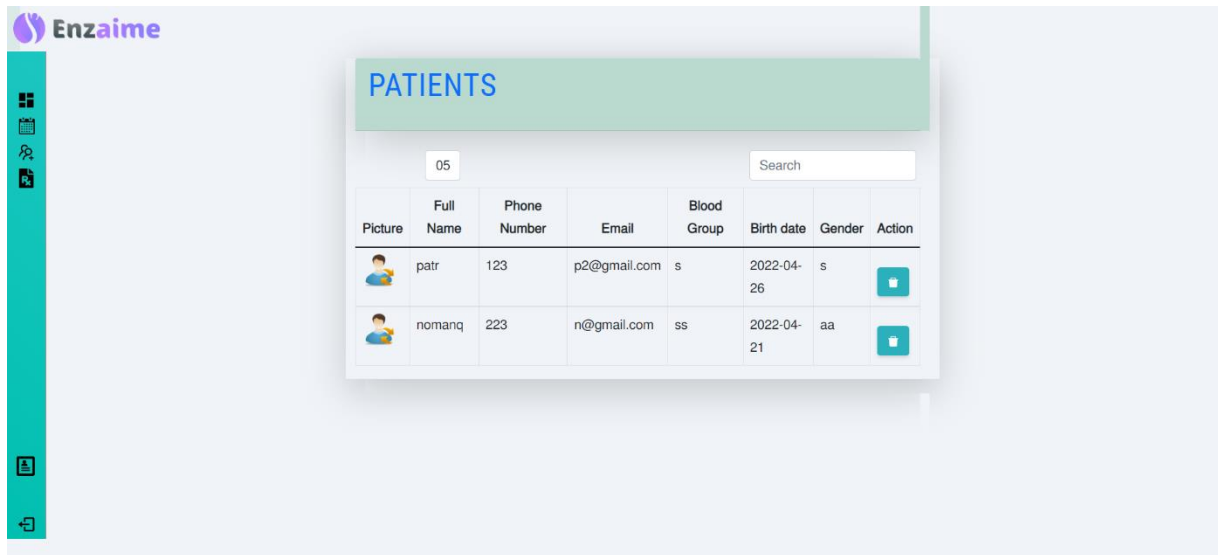 Enzaime
PATIENTS
05 Search
Picture Full Name Phone Number Email Blood Group Birth date Gender Action
patr 123 p2@gmail.com s 2022-04-26 s
nomanq 223 n@gmail.com ss 2022-04-21 aa